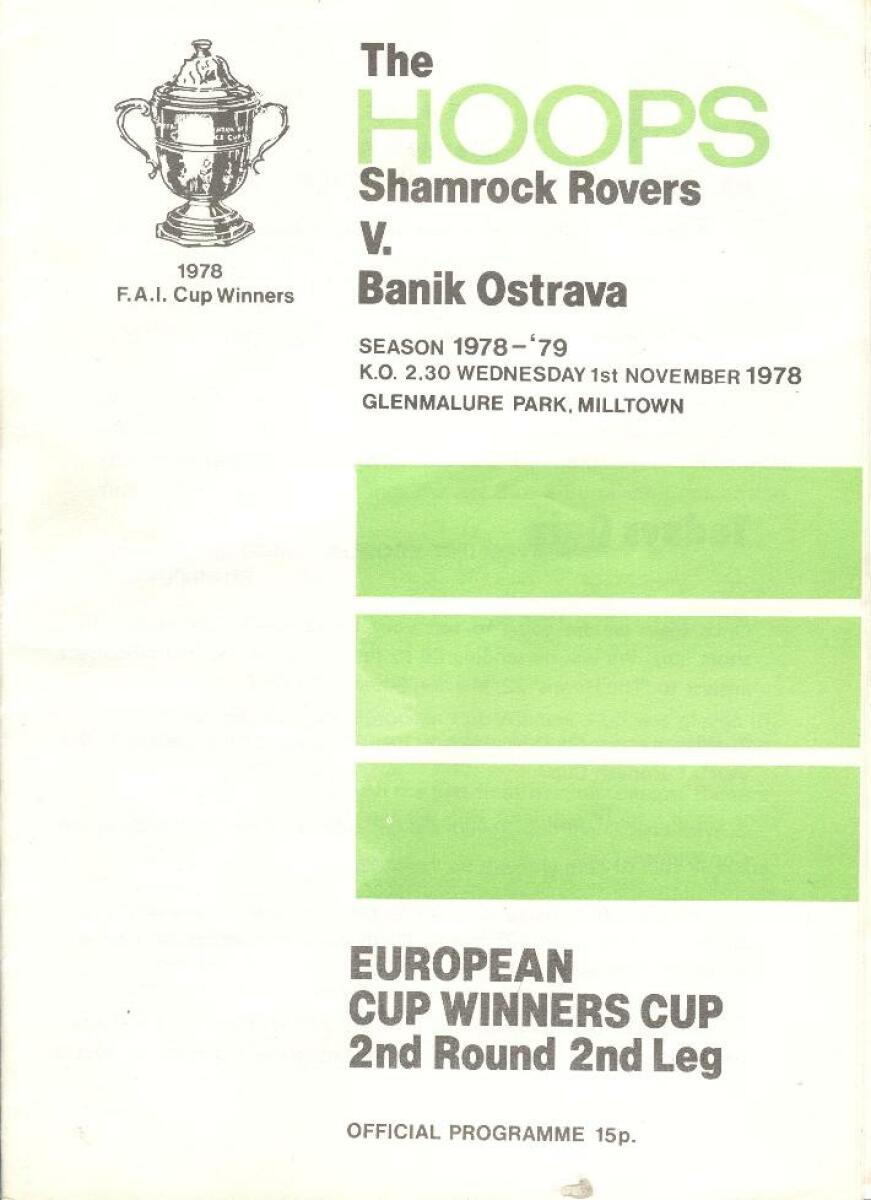 The
HOOPS
Shamrock Rovers
V.
Banik Ostrava
1978
F.A.I. Cup Winners
SEASON 1978-'79
K.O. 2.30 WEDNESDAY 1st NOVEMBER 1978
GLENMALURE PARK, MILLTOWN
EUROPEAN
CUP WINNERS CUP
2nd Round 2nd Leg
OFFICIAL PROGRAMME 15p.